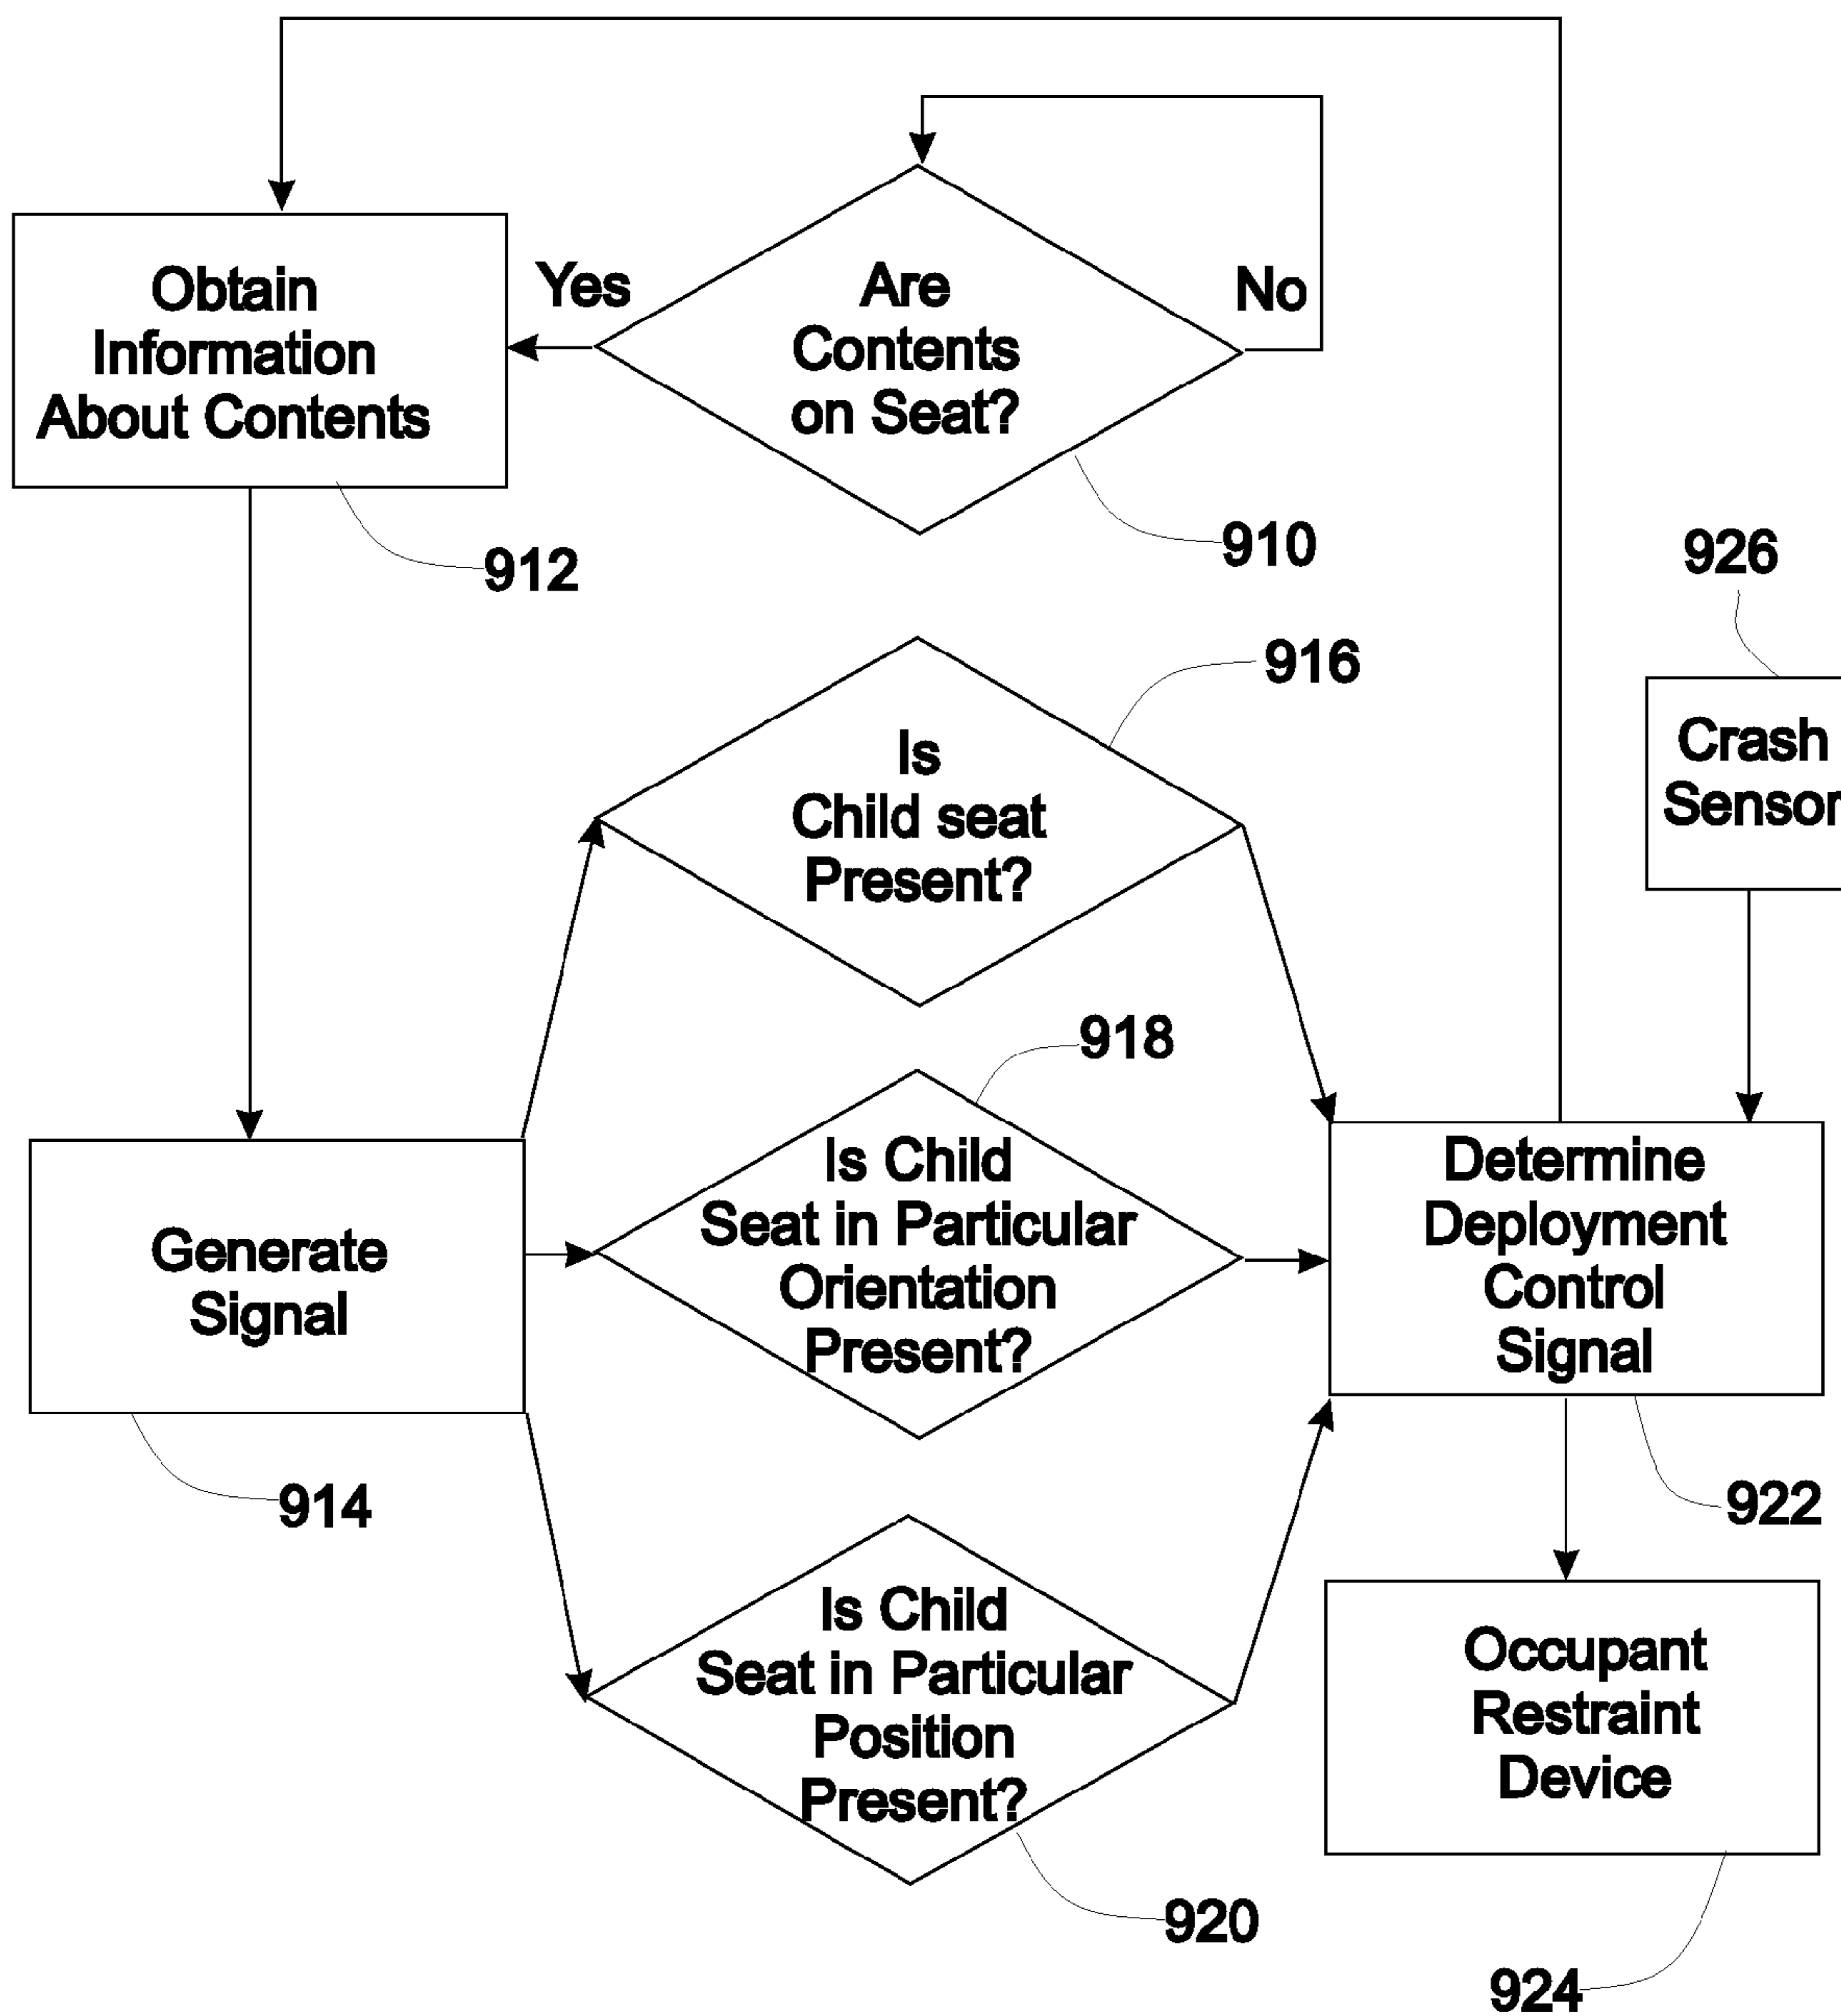 Obtain
Information
About Contents
Yes
Are
Contents
on Seat?
No
912
910
926
916
Is
Child seat
Present?
Crash
Sensor
918
Is Child
Seat in Particular
Orientation
Present?
Generate
Signal
Determine
Deployment
Control
Signal
914
922
Is Child
Seat in Particular
Position
Present?
Occupant
Restraint
Device
920
924